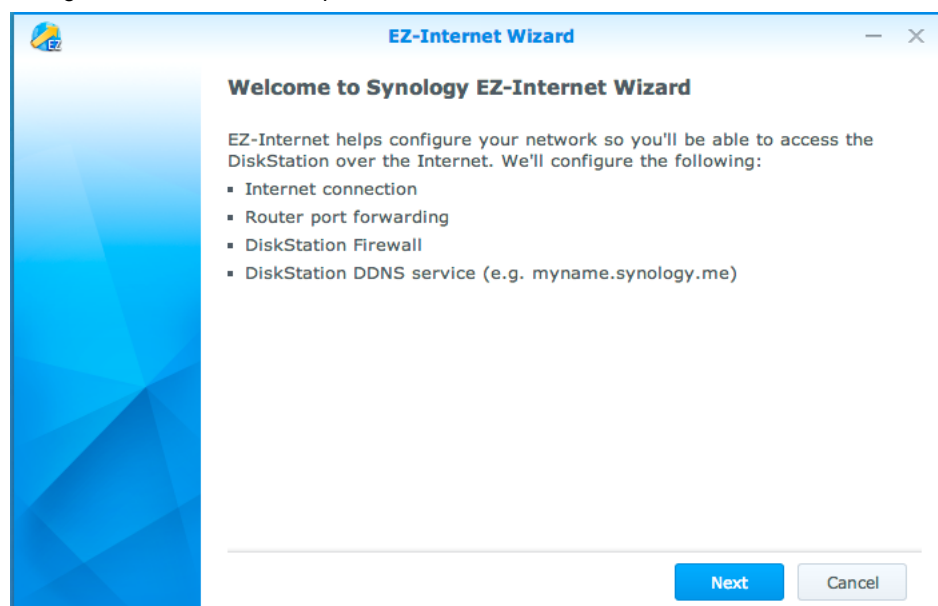 EZ
EZ-Internet Wizard
Welcome to Synology EZ-Internet Wizard
EZ-Internet helps configure your network so you'll be able to access the
DiskStation over the Internet. We'll configure the following:
▪ Internet connection
▪ Router port forwarding
▪ DiskStation Firewall
▪ DiskStation DDNS service (e.g. myname.synology.me)
Next Cancel